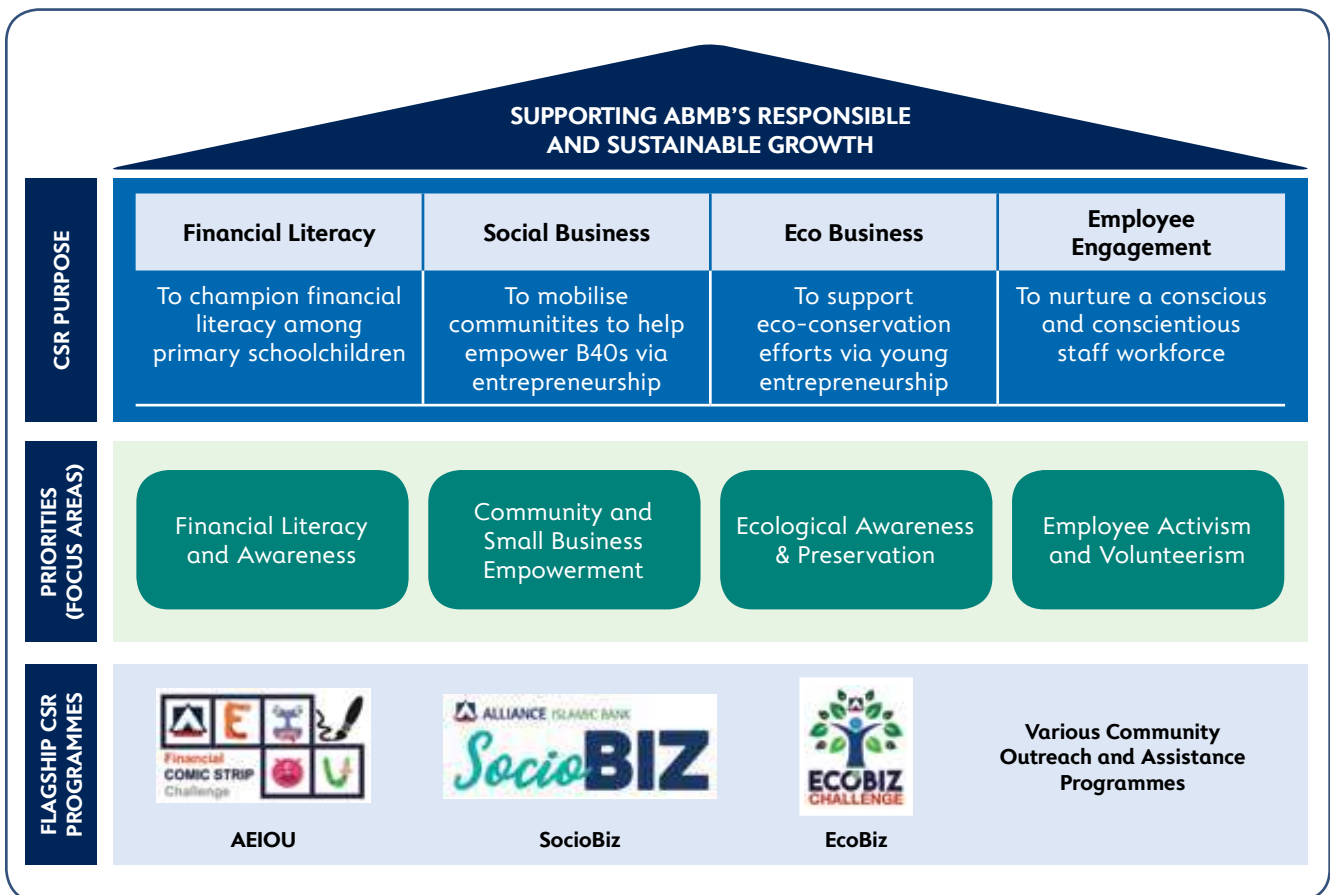 SUPPORTING ABMB'S RESPONSIBLE
AND SUSTAINABLE GROWTH
CSR PURPOSE
Financial Literacy
Social Business
Eco Business
Employee
Engagement
To champion financial
literacy among
primary schoolchildren
To mobilise
communitites to help
empower B40s via
entrepreneurship
To support
eco-conservation
efforts via young
entrepreneurship
To nurture a conscious
and conscientious
staff workforce
PRIORITIES
(FOCUS AREAS)
Financial Literacy
and Awareness
Community and
Small Business
Empowerment
Ecological Awareness
& Preservation
Employee Activism
and Volunteerism
FLAGSHIP CSR
PROGRAMMES
A E I O U
Financial
COMIC STRIP
Challenge
AEIOU
ALLIANCE ISLAMIC BANK
SocioBIZ
SocioBiz
ECOBIZ
CHALLENGE
EcoBiz
Various Community
Outreach and Assistance
Programmes